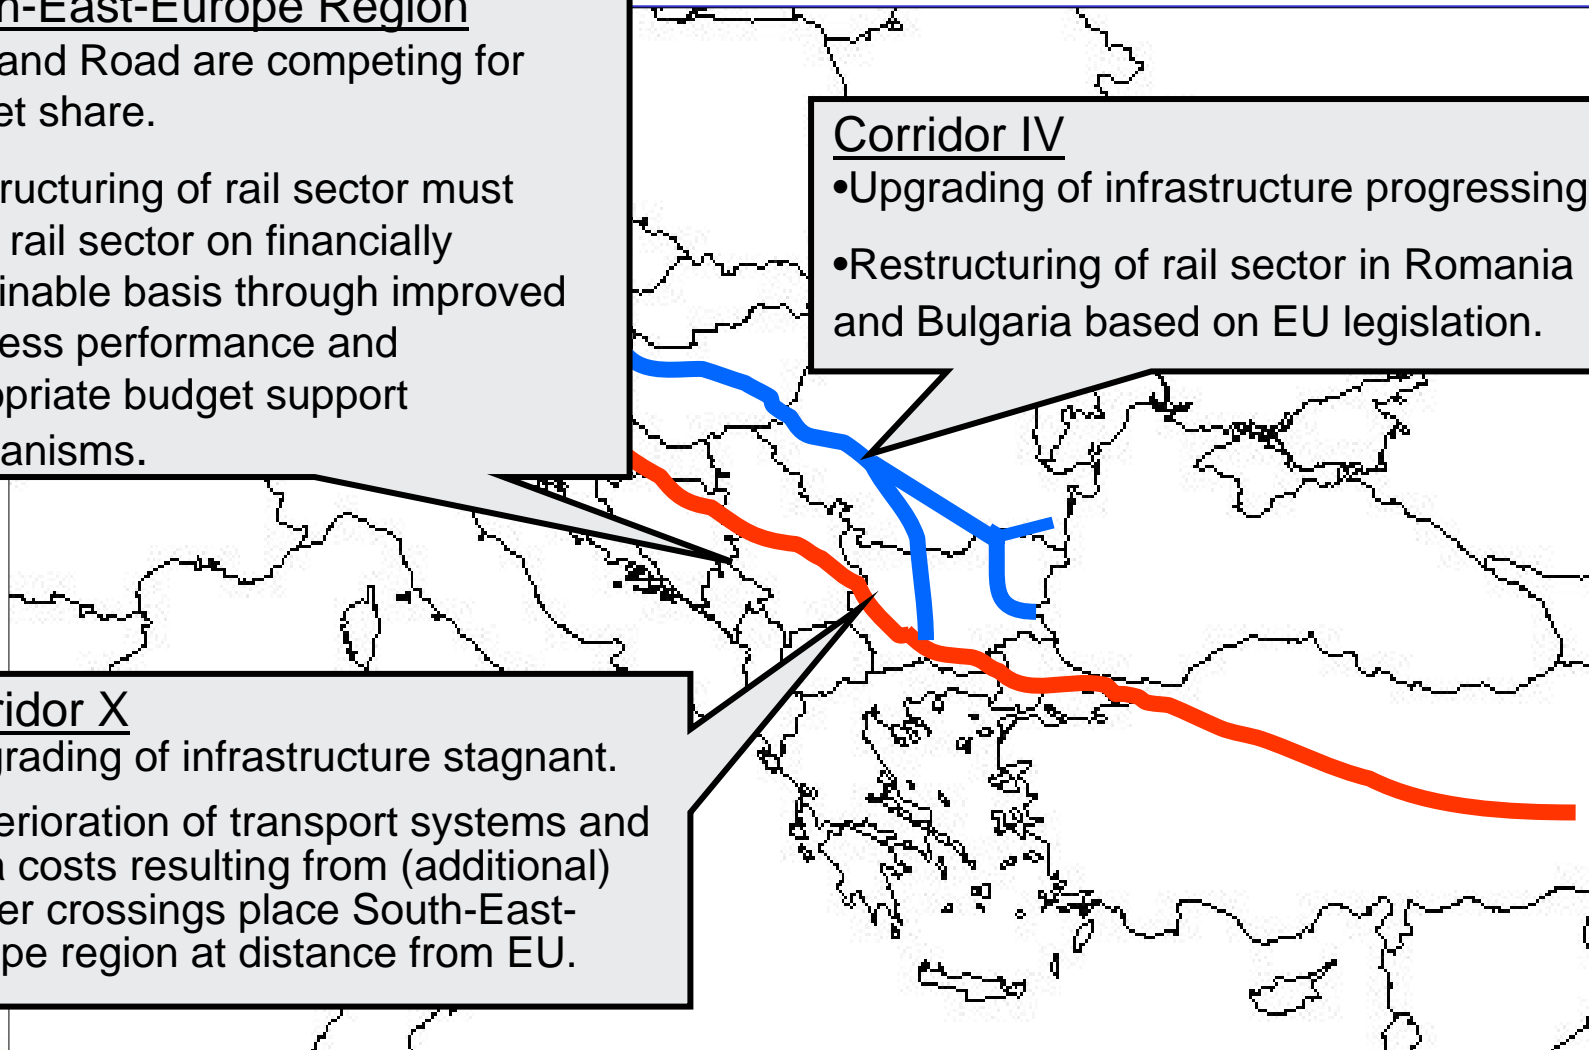 h-East-Europe Region
and Road are competing for
et share.
ructuring of rail sector must
rail sector on financially
inable basis through improved
ess performance and
opriate budget support
anisms.
Corridor IV
•Upgrading of infrastructure progressing
•Restructuring of rail sector in Romania
and Bulgaria based on EU legislation.
ridor X
grading of infrastructure stagnant.
erioration of transport systems and
a costs resulting from (additional)
er crossings place South-East-
pe region at distance from EU.